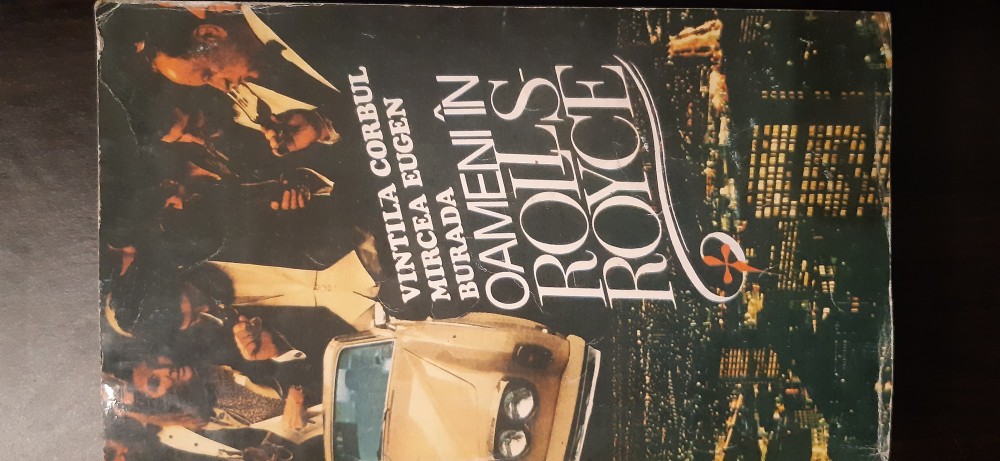 VINTILA CORBUL
MIRCEA EUGEN
BURADA
OAMENI ÎN
ROLLS
ROYCE